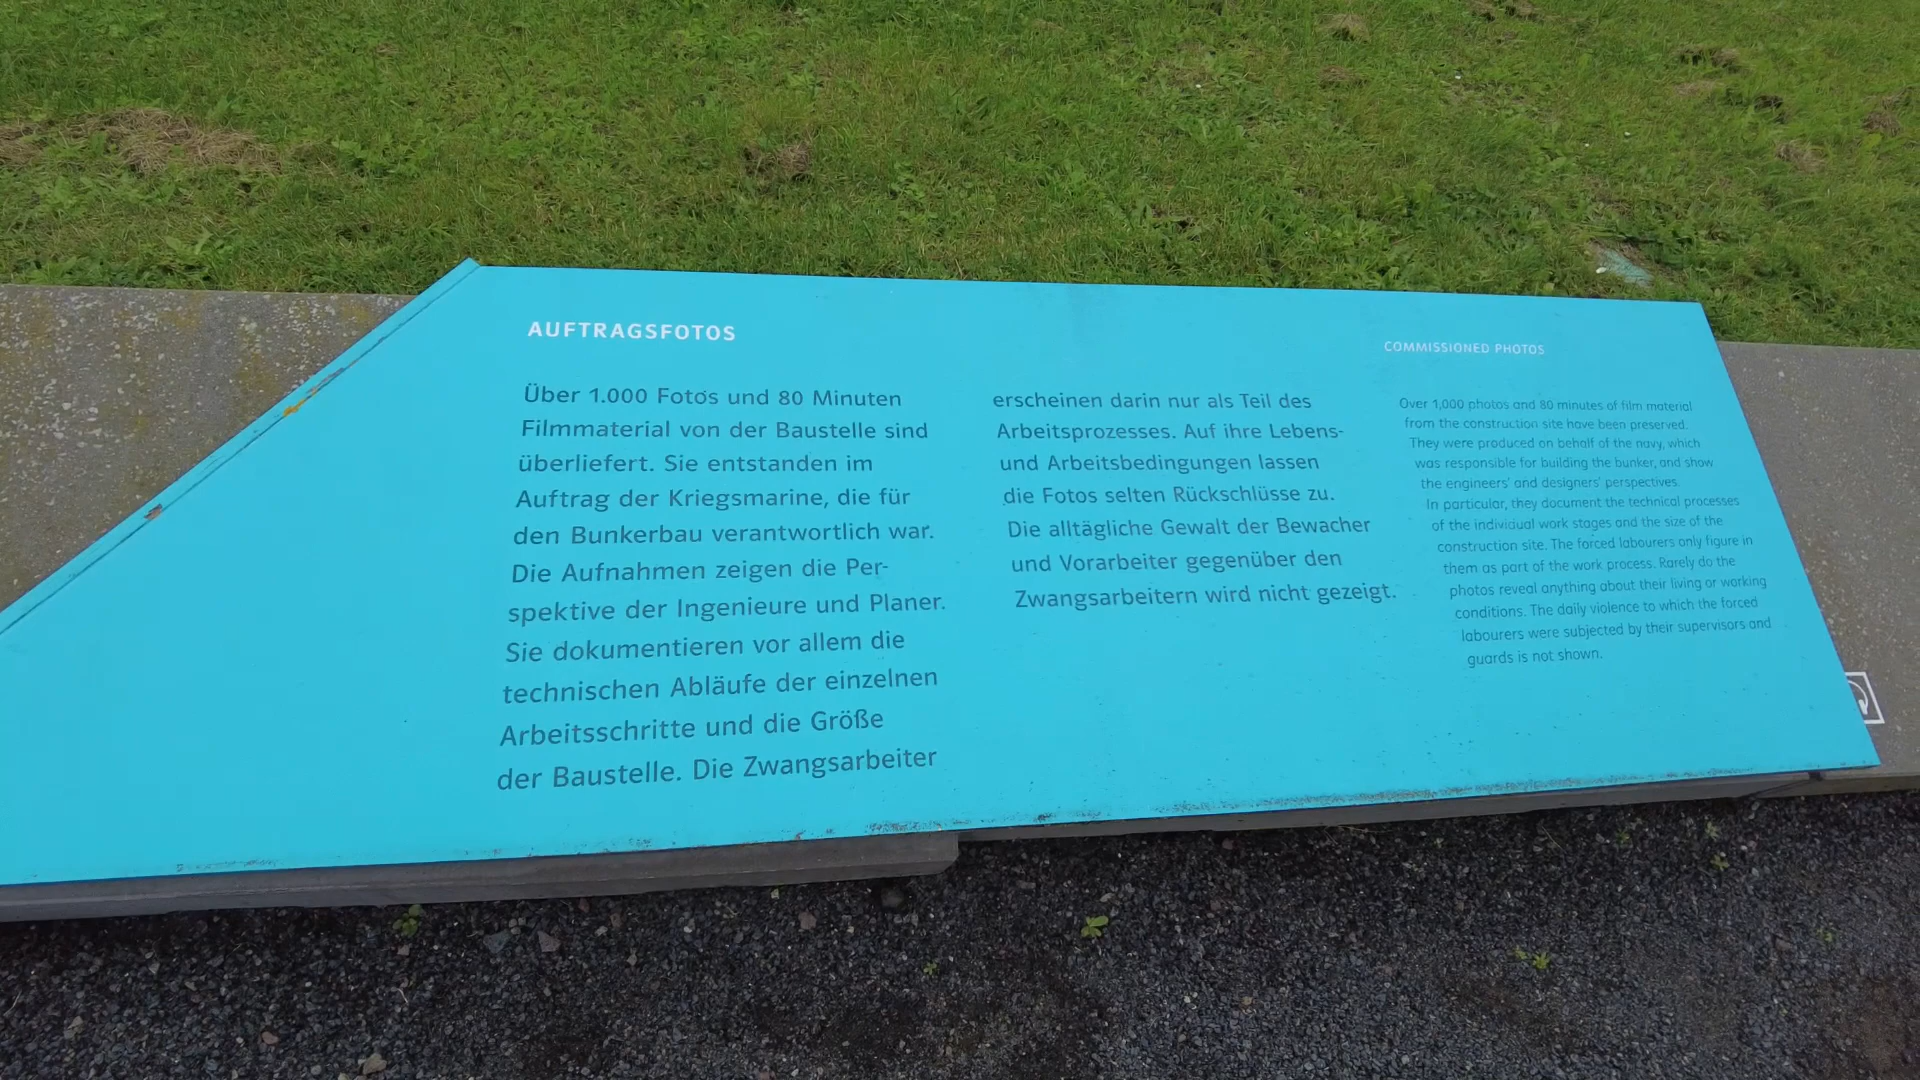 AUFTRAGSFOTOS
Über 1.000 Fotos und 80 Minuten
Filmmaterial von der Baustelle sind
überliefert. Sie entstanden im
Auftrag der Kriegsmarine, die für
den Bunkerbau verantwortlich war.
Die Aufnahmen zeigen die Per-
spektive der Ingenieure und Planer.
Sie dokumentieren vor allem die
technischen Abläufe der einzelnen
Arbeitsschritte und die Größe
der Baustelle. Die Zwangsarbeiter
erscheinen darin nur als Teil des
Arbeitsprozesses. Auf ihre Lebens-
und Arbeitsbedingungen lassen
die Fotos selten Rückschlüsse zu.
Die alltägliche Gewalt der Bewacher
und Vorarbeiter gegenüber den
Zwangsarbeitern wird nicht gezeigt.
COMMISSIONED PHOTOS
Over 1,000 photos and 80 minutes of film material
from the construction site have been preserved.
They were produced on behalf of the navy, which
was responsible for building the bunker, and show
the engineers' and designers' perspectives.
In particular, they document the technical processes
of the individual work stages and the size of the
construction site. The forced labourers only figure in
them as part of the work process. Rarely do the
photos reveal anything about their living or working
conditions. The daily violence to which the forced
labourers were subjected by their supervisors and
guards is not shown.